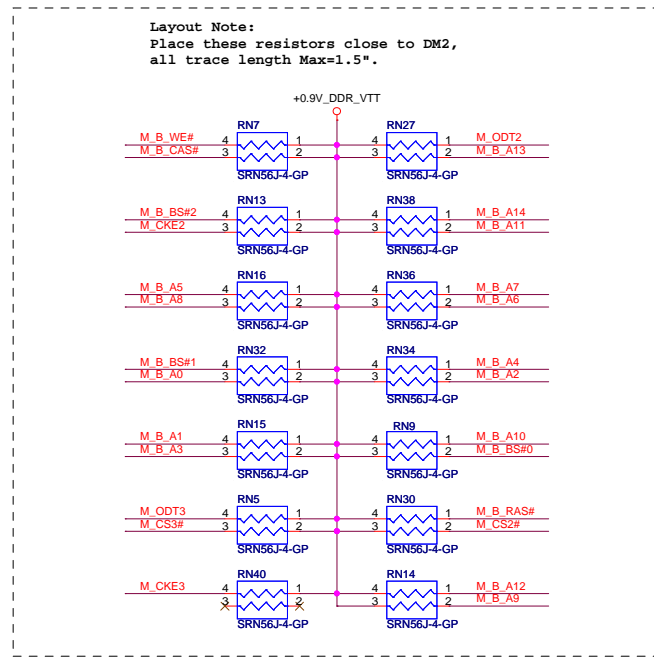 Layout Note:
Place these resistors close to DM2,
all trace length Max=1.5".
+0.9V_DDR_VTT
RN7 RN27
M_B_WE# 4 1 4 1 M_ODT2
M_B_CAS# 3 2 3 2 M_B_A13
SRN56J-4-GP SRN56J-4-GP
RN13 RN38
M_B_BS#2 4 1 4 1 M_B_A14
M_CKE2 3 2 3 2 M_B_A11
SRN56J-4-GP SRN56J-4-GP
RN16 RN36
M_B_A5 4 1 4 1 M_B_A7
M_B_A8 3 2 3 2 M_B_A6
SRN56J-4-GP SRN56J-4-GP
RN32 RN34
M_B_BS#1 4 1 4 1 M_B_A4
M_B_A0 3 2 3 2 M_B_A2
SRN56J-4-GP SRN56J-4-GP
RN15 RN9
M_B_A1 4 1 4 1 M_B_A10
M_B_A3 3 2 3 2 M_B_BS#0
SRN56J-4-GP SRN56J-4-GP
RN5 RN30
M_ODT3 4 1 4 1 M_B_RAS#
M_CS3# 3 2 3 2 M_CS2#
SRN56J-4-GP SRN56J-4-GP
RN40 RN14
M_CKE3 4 1 4 1 M_B_A12
3 2 3 2 M_B_A9
SRN56J-4-GP SRN56J-4-GP